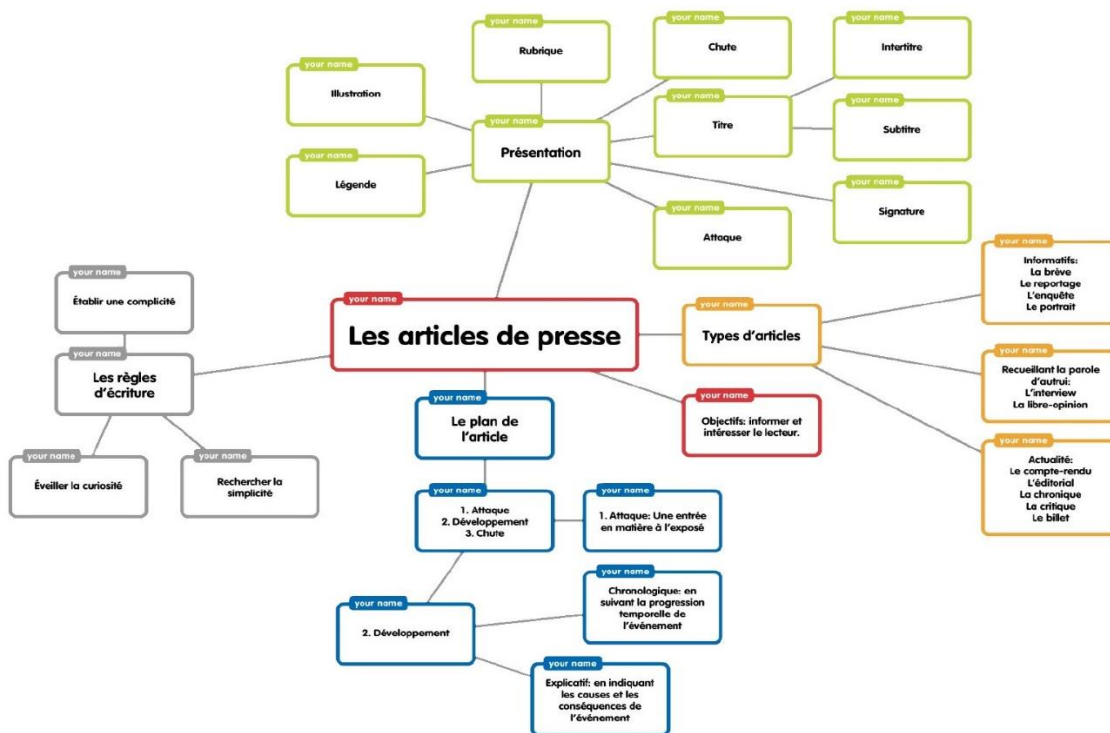 your name
Rubrique
your name
Chute
your name
Intertitre
your name
Illustration
your name
Présentation
your name
Titre
your name
Subtitre
your name
Légende
your name
Attaque
your name
Signature
your name
Les articles de presse
your name
Types d'articles
your name
Informatifs:
La brève
Le reportage
L'enquête
Le portrait
your name
Recueillant la parole
d'autrui:
L'interview
La libre-opinion
your name
Actualité:
Le compte-rendu
L'éditorial
La chronique
La critique
Le billet
your name
Objectifs: informer et
intéresser le lecteur.
your name
Établir une complicité
your name
Les règles
d'écriture
your name
Éveiller la curiosité
your name
Rechercher la
simplicité
your name
Le plan de
l'article
your name
1. Attaque
2. Développement
3. Chute
your name
1. Attaque: Une entrée
en matière à l'exposé
your name
2. Développement
your name
Chronologique: en
suivant la progression
temporelle de
l'événement
your name
Explicatif: en indiquant
les causes et les
conséquences de
l'événement